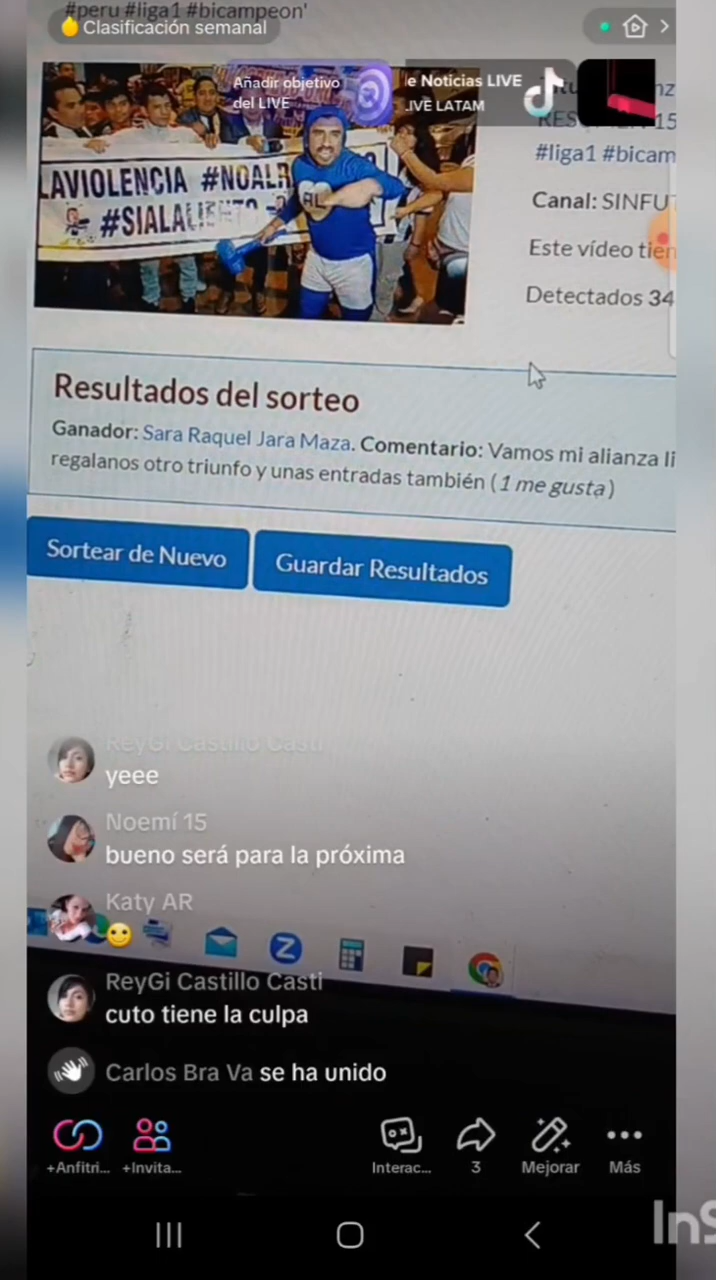 #peru #liga1 #bicampeon'
Clasificación semanal
Añadir objetivo
del LIVE
e Noticias LIVE
LIVE LATAM
RES 15
#liga1 #bicam
LAVIOLENCIA #NOALR
#SIALALIENTO
AL
Canal: SINFUT
Este vídeo tien
Detectados 34
Resultados del sorteo
Ganador: Sara Raquel Jara Maza. Comentario: Vamos mi alianza li
regalanos otro triunfo y unas entradas también (1 me gusta)
Sortear de Nuevo
Guardar Resultados
ReyGi Castillo Casti
yeee
Noemí 15
bueno será para la próxima
Katy AR
ReyGi Castillo Casti
cuto tiene la culpa
Carlos Bra Va se ha unido
+Anfitri...
+Invita...
Interac...
3
Mejorar
Más
InS